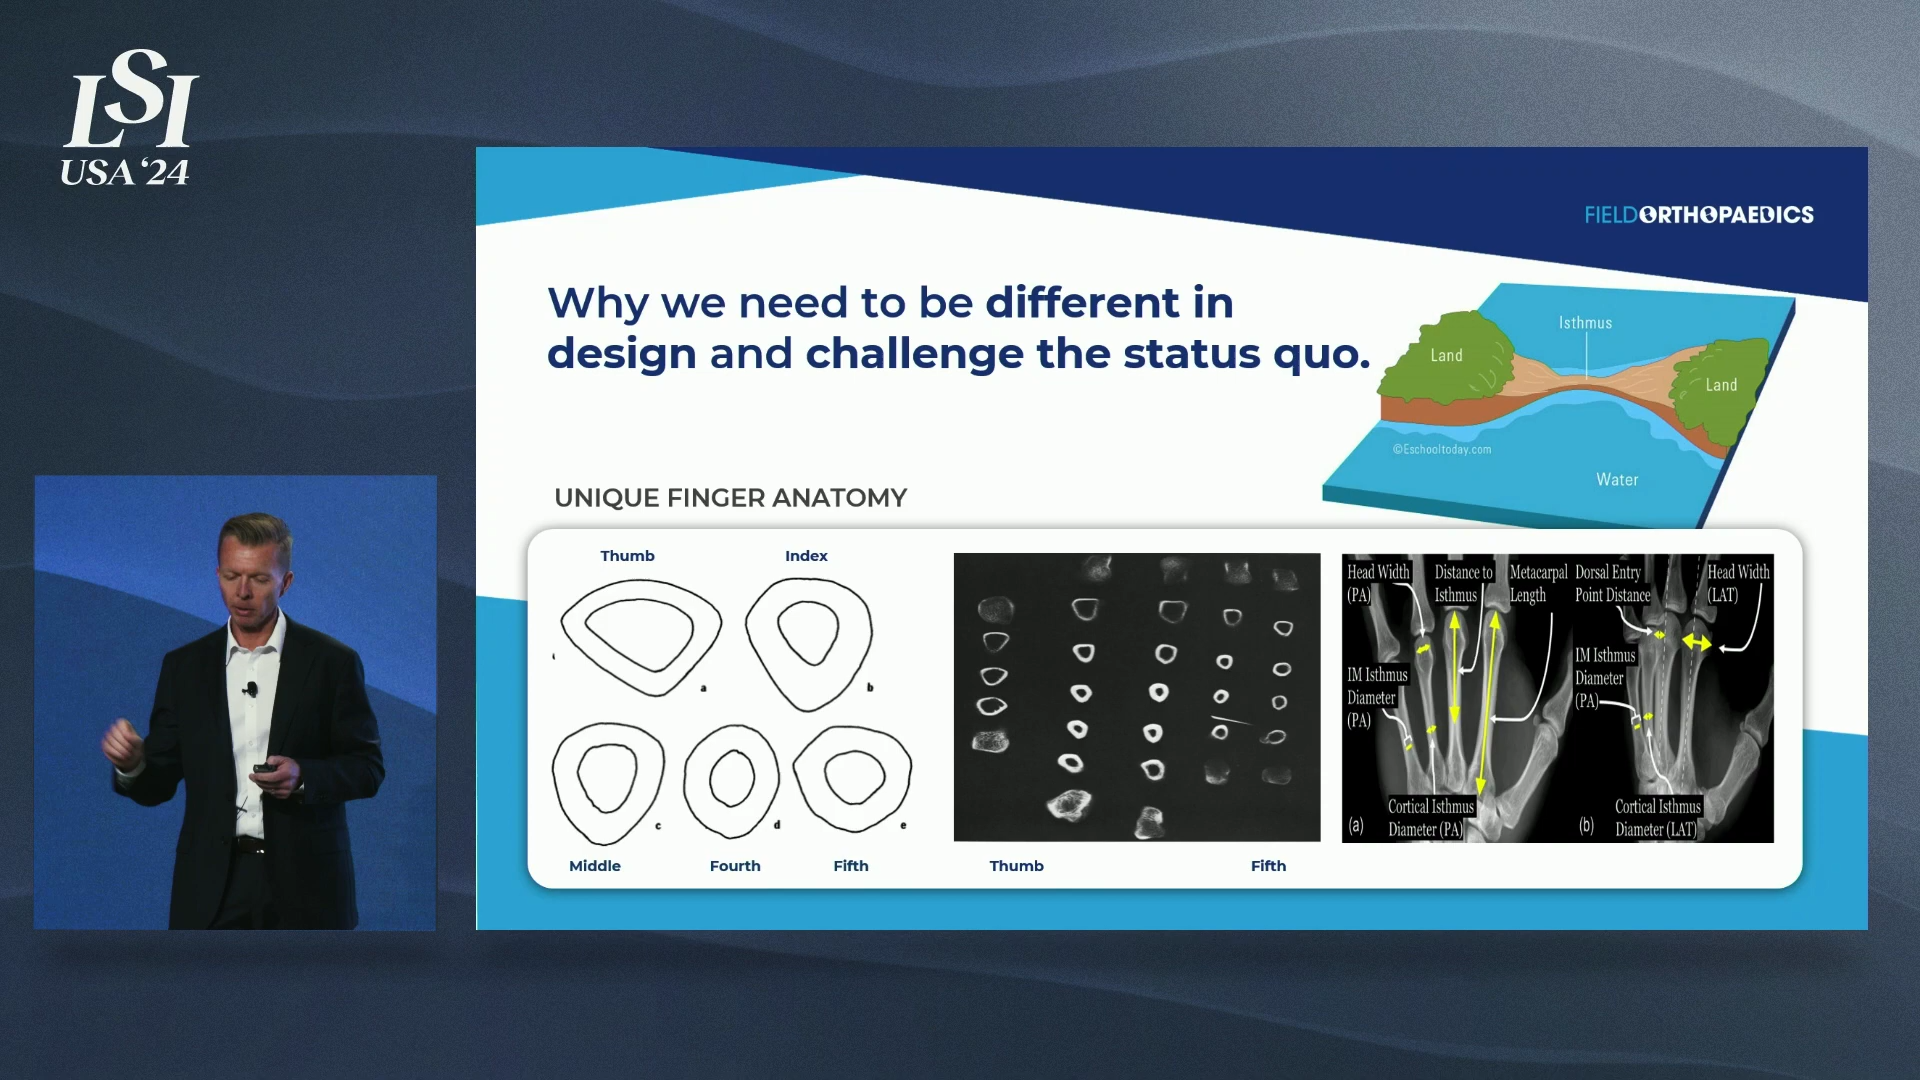 LSI
USA '24
FIELDORTHOPAEDICS
Why we need to be different in
design and challenge the status quo.
Isthmus
Land
Land
©Eschooltoday.com
Water
UNIQUE FINGER ANATOMY
Thumb
Index
a
b
c
d
e
Middle
Fourth
Fifth
Thumb
Fifth
Head Width
(PA)
Distance to
Isthmus
Metacarpal
Length
IM Isthmus
Diameter
(PA)
Cortical Isthmus
Diameter (PA)
(a)
Dorsal Entry
Point Distance
Head Width
(LAT)
IM Isthmus
Diameter
(PA)
Cortical Isthmus
Diameter (LAT)
(b)